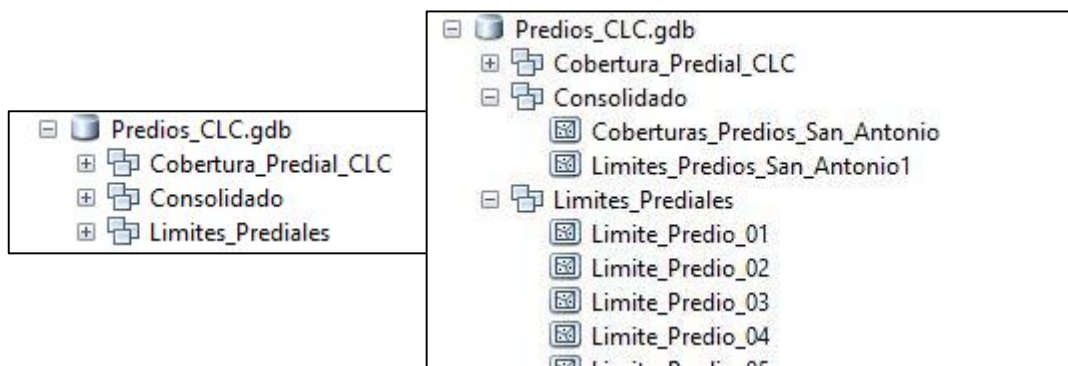 Predios_CLC.gdb
Cobertura_Predial_CLC
Consolidado
Limites_Prediales
Predios_CLC.gdb
Cobertura_Predial_CLC
Consolidado
Coberturas_Predios_San_Antonio
Limites_Predios_San_Antonio1
Limites_Prediales
Limite_Predio_01
Limite_Predio_02
Limite_Predio_03
Limite_Predio_04